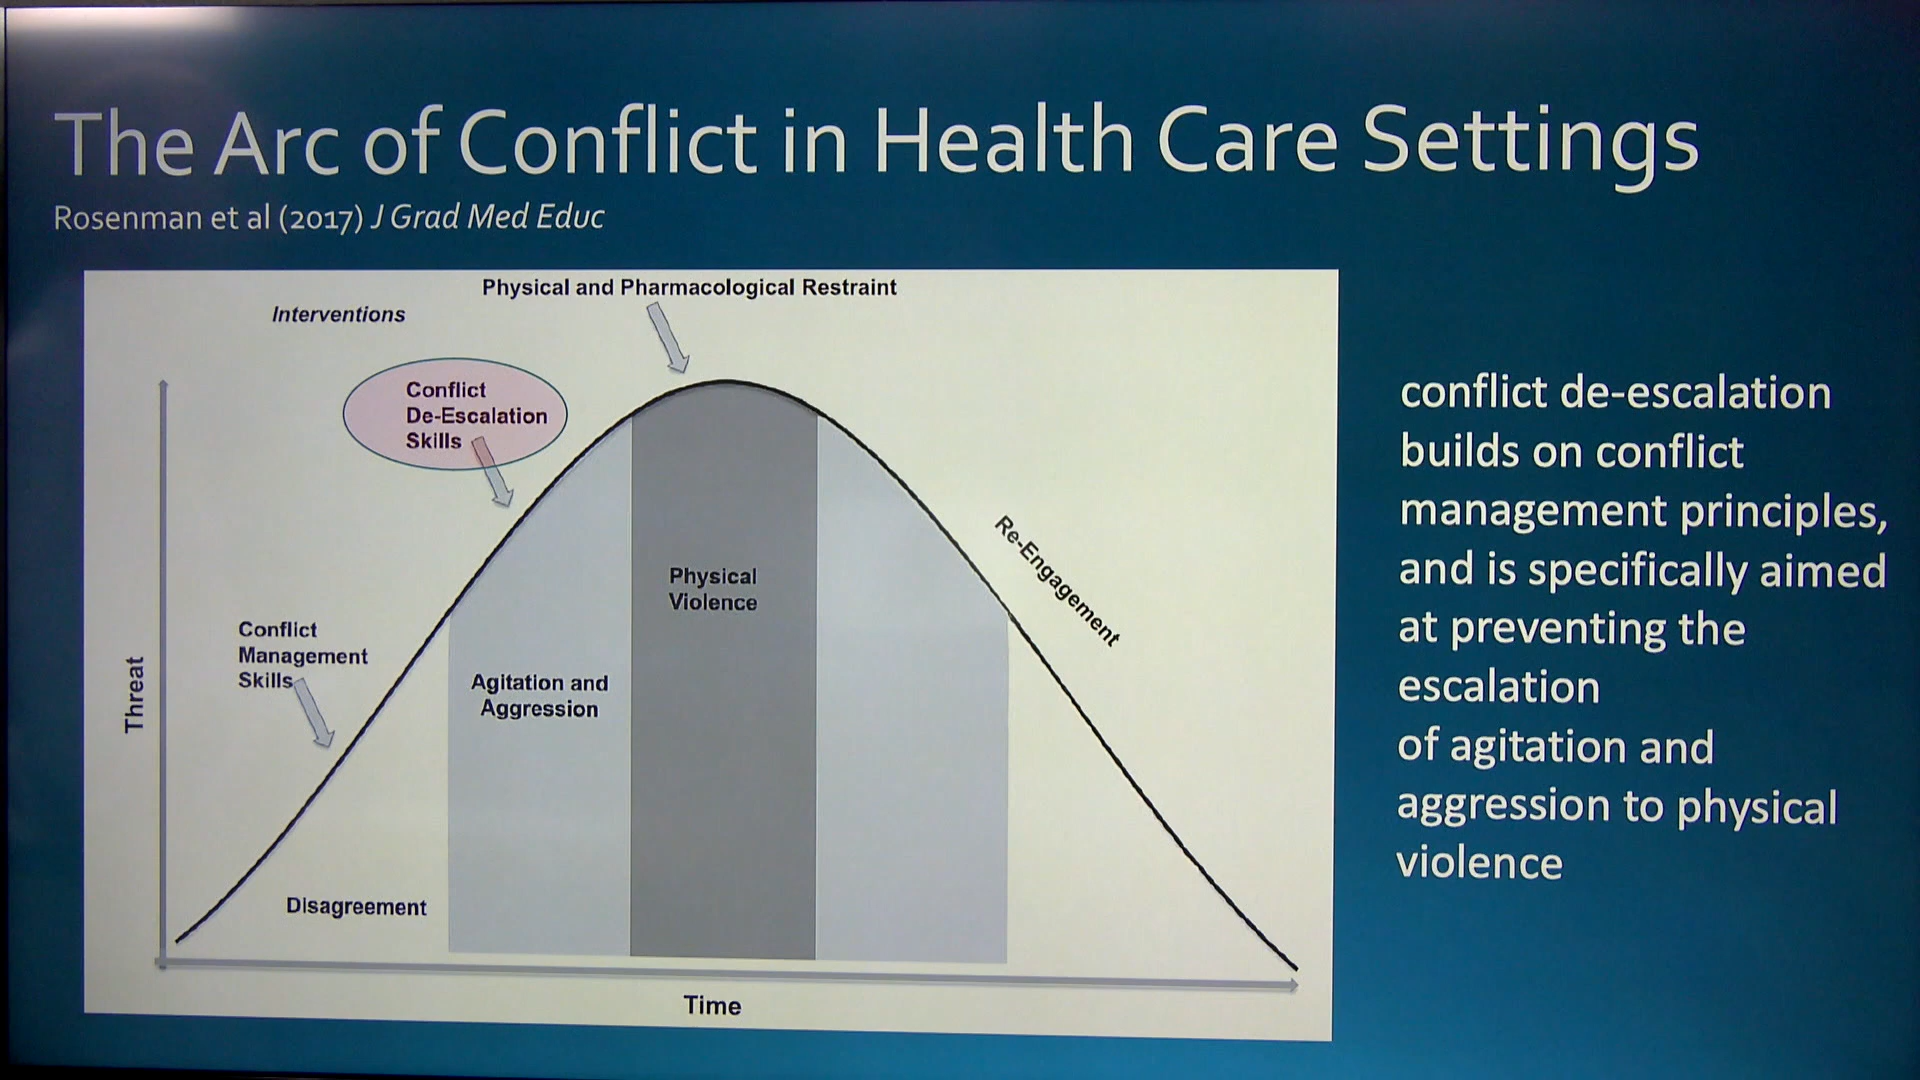 The Arc of Conflict in Health Care Settings
Rosenman et al (2017) J Grad Med Educ
Physical and Pharmacological Restraint
Interventions
Conflict
De-Escalation
Skills
Conflict
Management
Skills
Threat
Physical
Violence
Agitation and
Aggression
Disagreement
Re-Engagement
Time
conflict de-escalation
builds on conflict
management principles,
and is specifically aimed
at preventing the
escalation
of agitation and
aggression to physical
violence